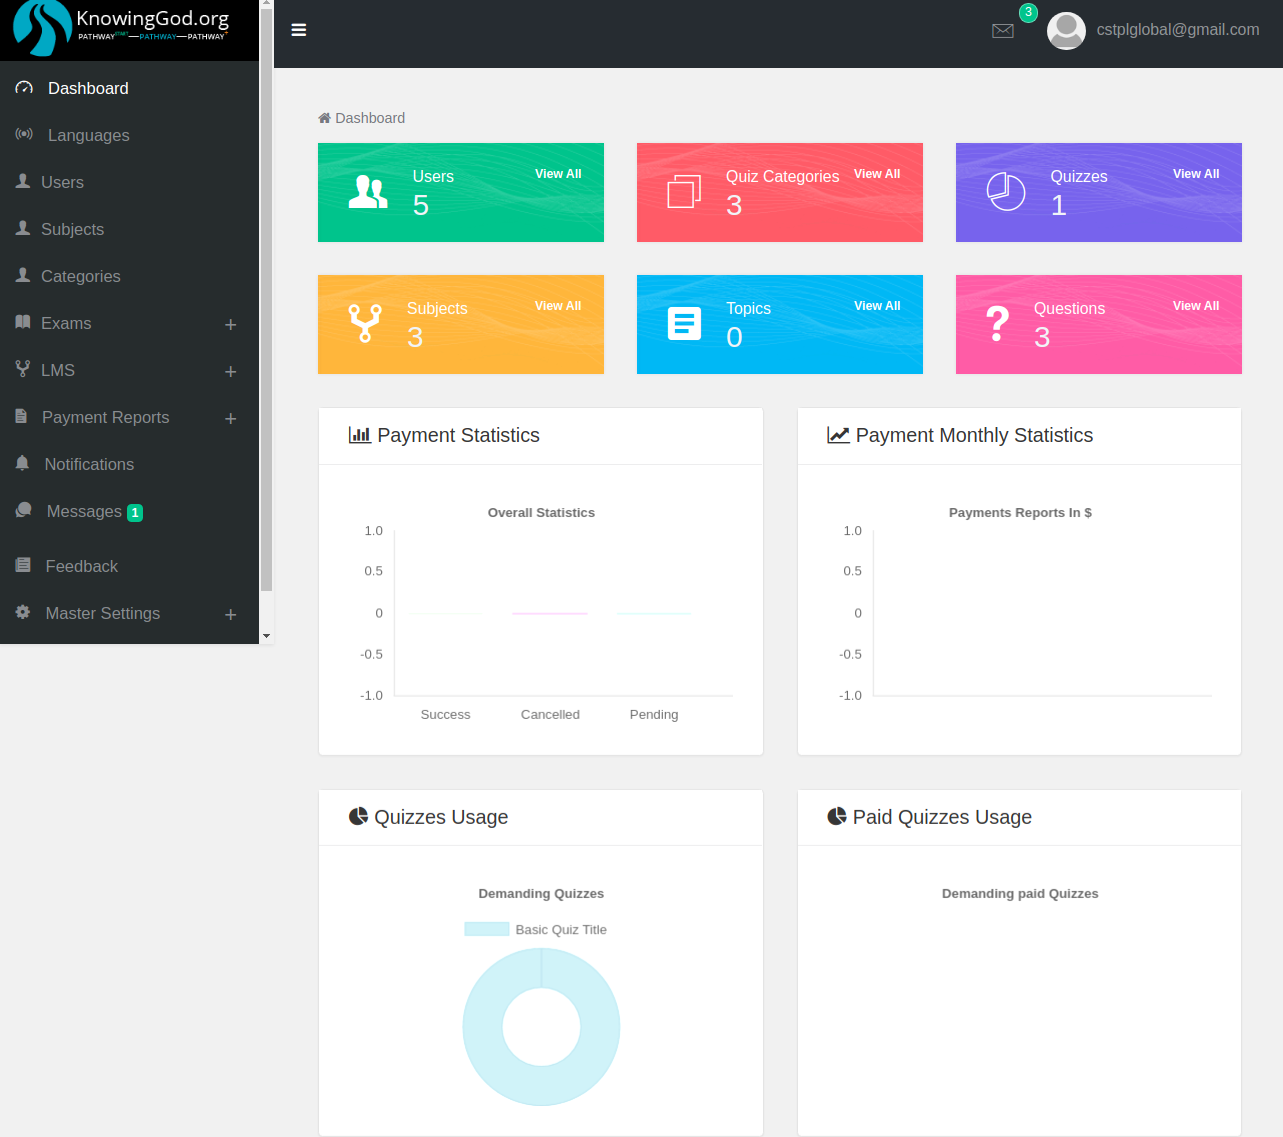 KnowingGod.org
PATHWAYSTART—PATHWAY—PATHWAY+
3
cstplglobal@gmail.com
Dashboard
Languages
Users
Subjects
Categories
Exams +
LMS +
Payment Reports +
Notifications
Messages 1
Feedback
Master Settings +
Dashboard
Users
5
View All
Quiz Categories
3
View All
Quizzes
1
View All
Subjects
3
View All
Topics
0
View All
Questions
3
View All
Payment Statistics
Overall Statistics
1.0
0.5
0
-0.5
-1.0
Success Cancelled Pending
Payment Monthly Statistics
Payments Reports In $
1.0
0.5
0
-0.5
-1.0
Quizzes Usage
Demanding Quizzes
Basic Quiz Title
Paid Quizzes Usage
Demanding paid Quizzes